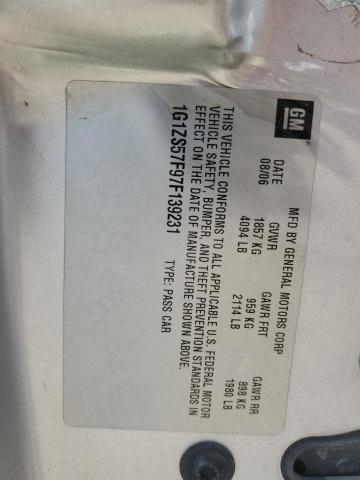 GM
MFD BY GENERAL MOTORS CORP
DATE GVWR GAWR FRT GAWR RR
08/06 1857 KG 959 KG 898 KG
4094 LB 2114 LB 1980 LB
THIS VEHICLE CONFORMS TO ALL APPLICABLE U.S. FEDERAL MOTOR
VEHICLE SAFETY, BUMPER, AND THEFT PREVENTION STANDARDS IN
EFFECT ON THE DATE OF MANUFACTURE SHOWN ABOVE.
1G1ZS57F97F139231 TYPE: PASS CAR